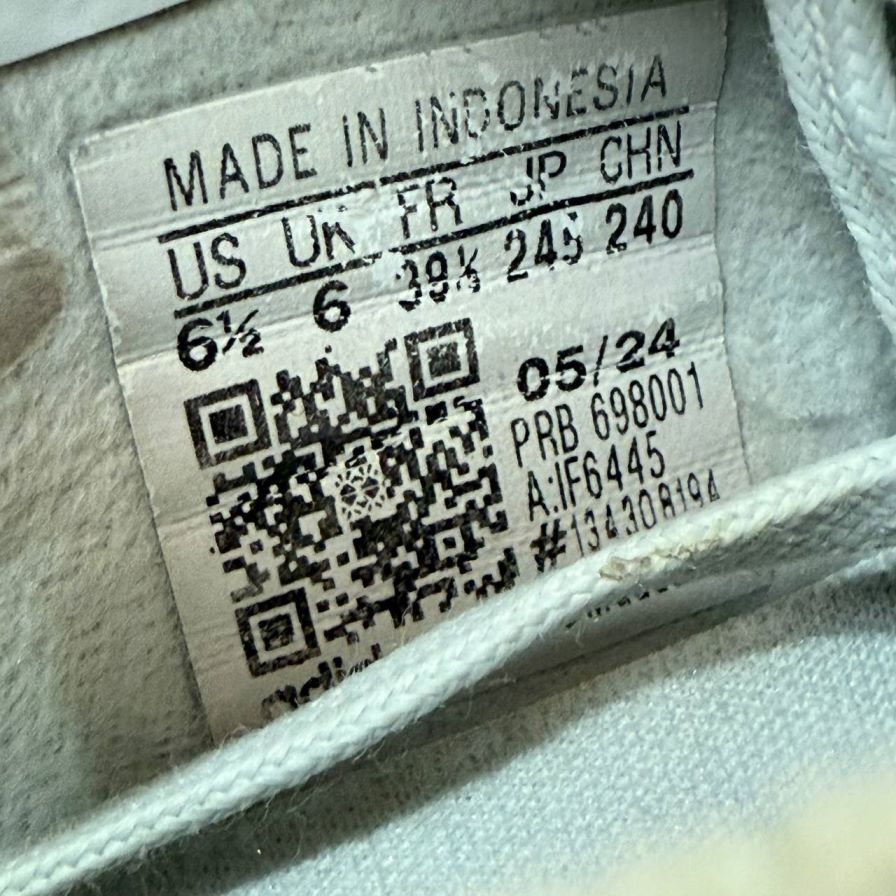 MADE IN INDONESIA
US UK FR JP CHN
6½ 6 39⅓ 245 240
05/24
PRB 698001
A:IF6445
#134308194